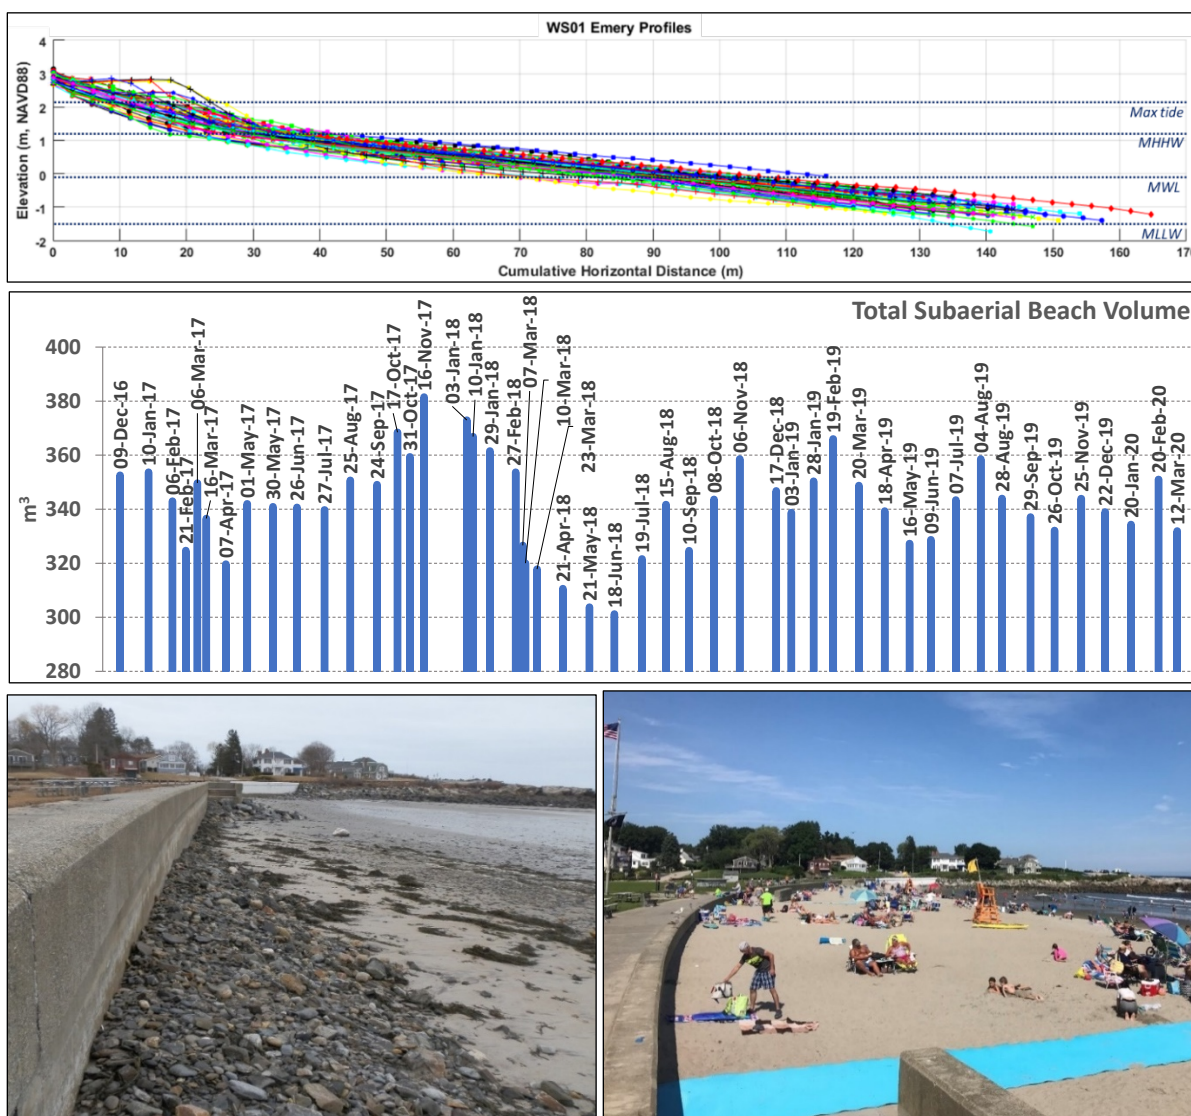 WS01 Emery Profiles
Elevation (m, NAVD88)
4
3
2
1
0
-1
-2
Max tide
MHHW
MWL
MLLW
0 10 20 30 40 50 60 70 80 90 100 110 120 130 140 150 160 170
Cumulative Horizontal Distance (m)
Total Subaerial Beach Volume
m³
400
380
360
340
320
300
280
09-Dec-16
10-Jan-17
06-Feb-17
21-Feb-17
06-Mar-17
16-Mar-17
07-Apr-17
01-May-17
30-May-17
26-Jun-17
27-Jul-17
25-Aug-17
24-Sep-17
17-Oct-17
31-Oct-17
16-Nov-17
03-Jan-18
10-Jan-18
29-Jan-18
27-Feb-18
07-Mar-18
10-Mar-18
23-Mar-18
21-Apr-18
21-May-18
18-Jun-18
19-Jul-18
15-Aug-18
10-Sep-18
08-Oct-18
06-Nov-18
17-Dec-18
03-Jan-19
28-Jan-19
19-Feb-19
20-Mar-19
18-Apr-19
16-May-19
09-Jun-19
07-Jul-19
04-Aug-19
28-Aug-19
29-Sep-19
26-Oct-19
25-Nov-19
22-Dec-19
20-Jan-20
20-Feb-20
12-Mar-20